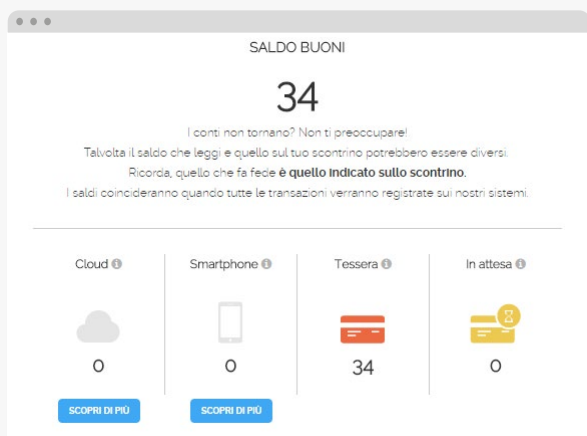 SALDO BUONI
34
I conti non tornano? Non ti preoccupare!
Talvolta il saldo che leggi e quello sul tuo scontrino potrebbero essere diversi.
Ricorda, quello che fa fede è quello indicato sullo scontrino.
I saldi coincideranno quando tutte le transazioni verranno registrate sui nostri sistemi.
Cloud Smartphone Tessera In attesa
0 0 34 0
SCOPRI DI PIÙ SCOPRI DI PIÙ